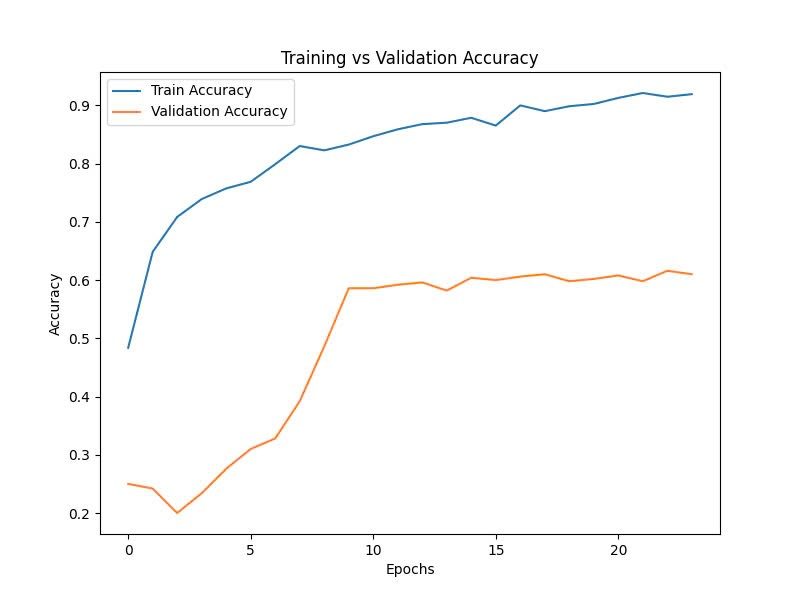 Training vs Validation Accuracy
Train Accuracy
Validation Accuracy
Accuracy
0.9
0.8
0.7
0.6
0.5
0.4
0.3
0.2
0 5 10 15 20
Epochs